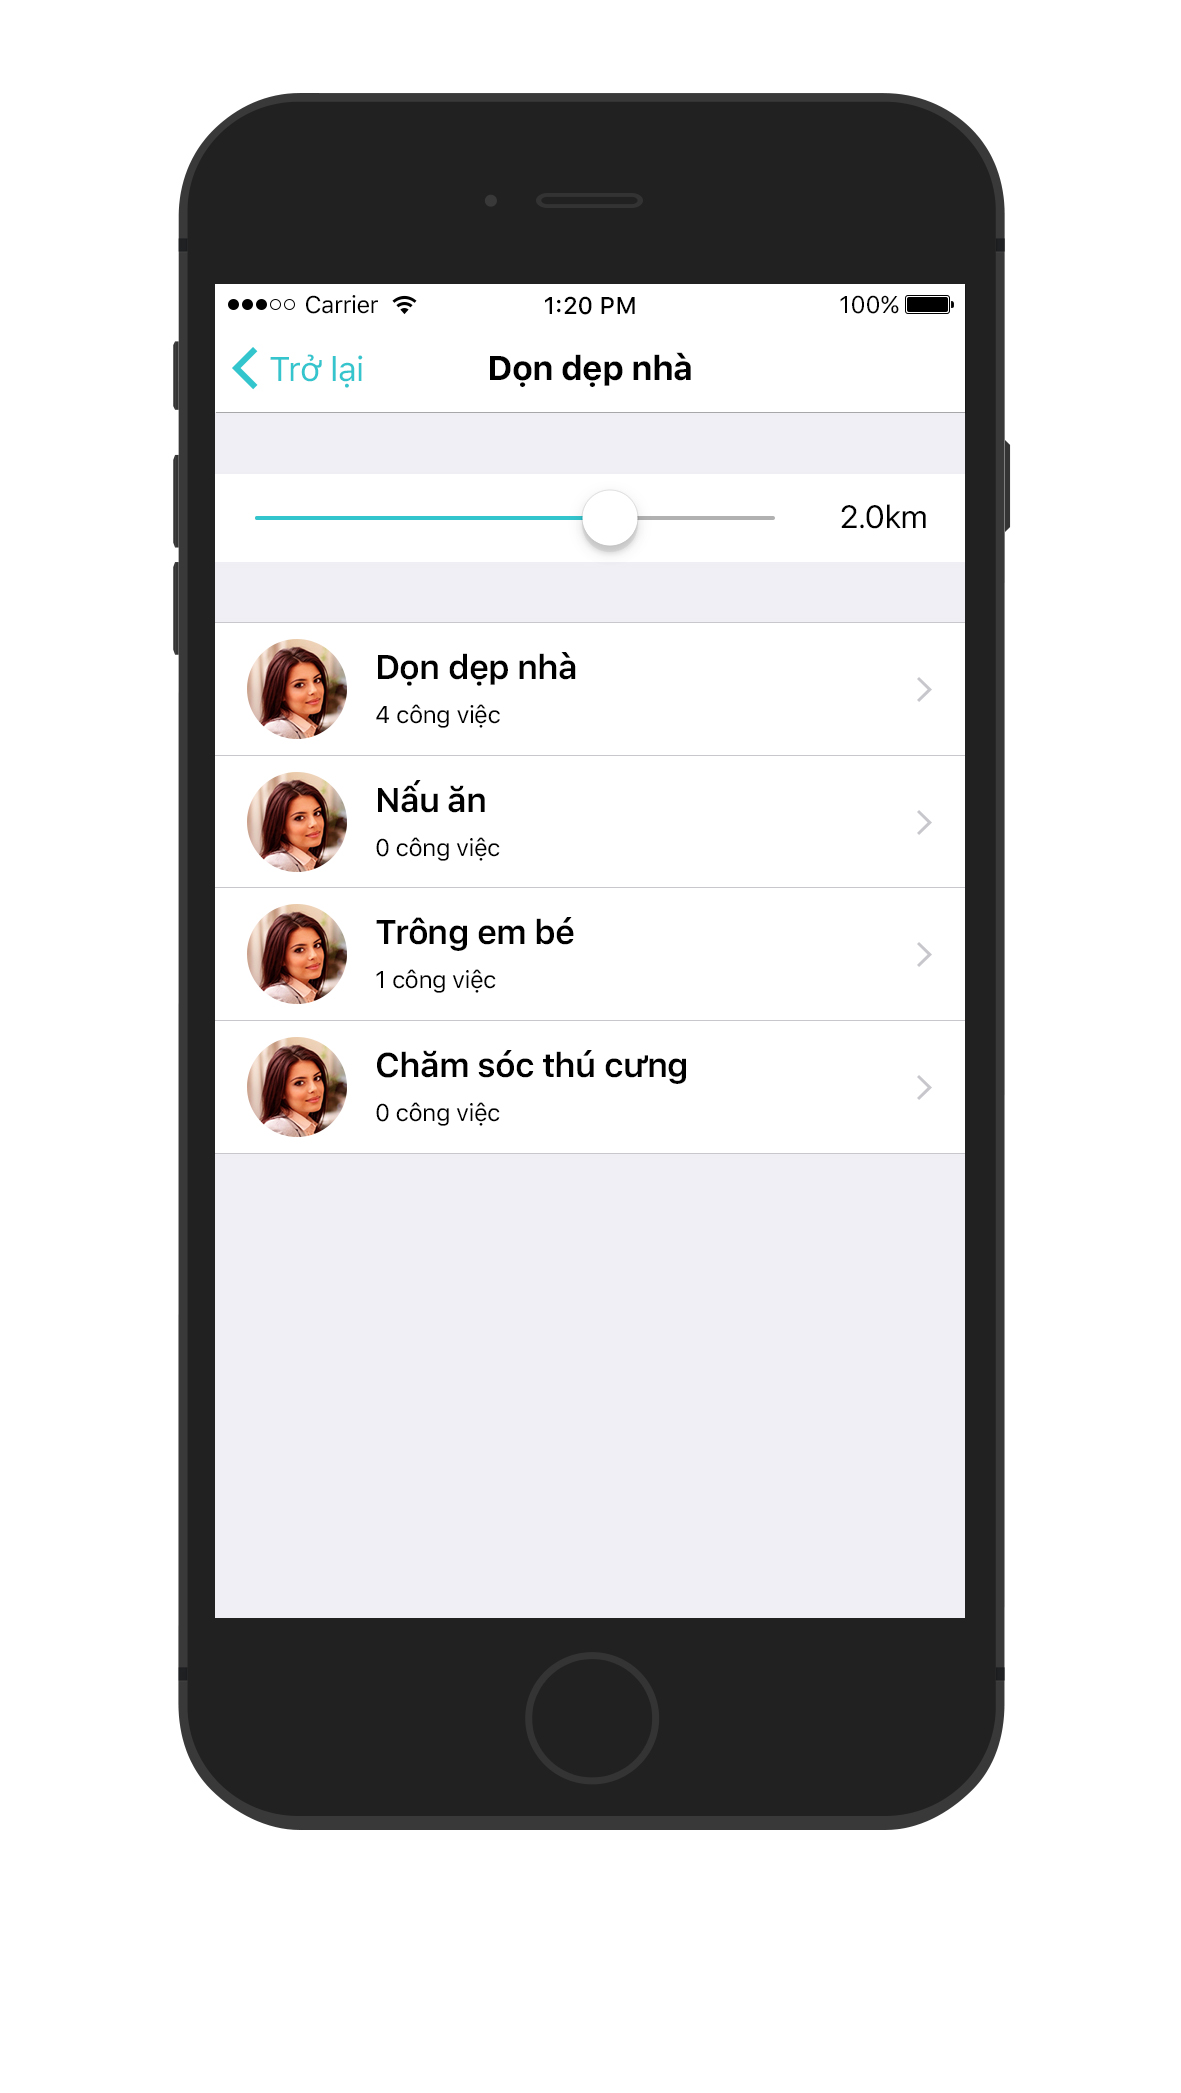 Carrier 1:20 PM 100%
Trở lại Dọn dẹp nhà
2.0km
Dọn dẹp nhà
4 công việc
Nấu ăn
0 công việc
Trông em bé
1 công việc
Chăm sóc thú cưng
0 công việc